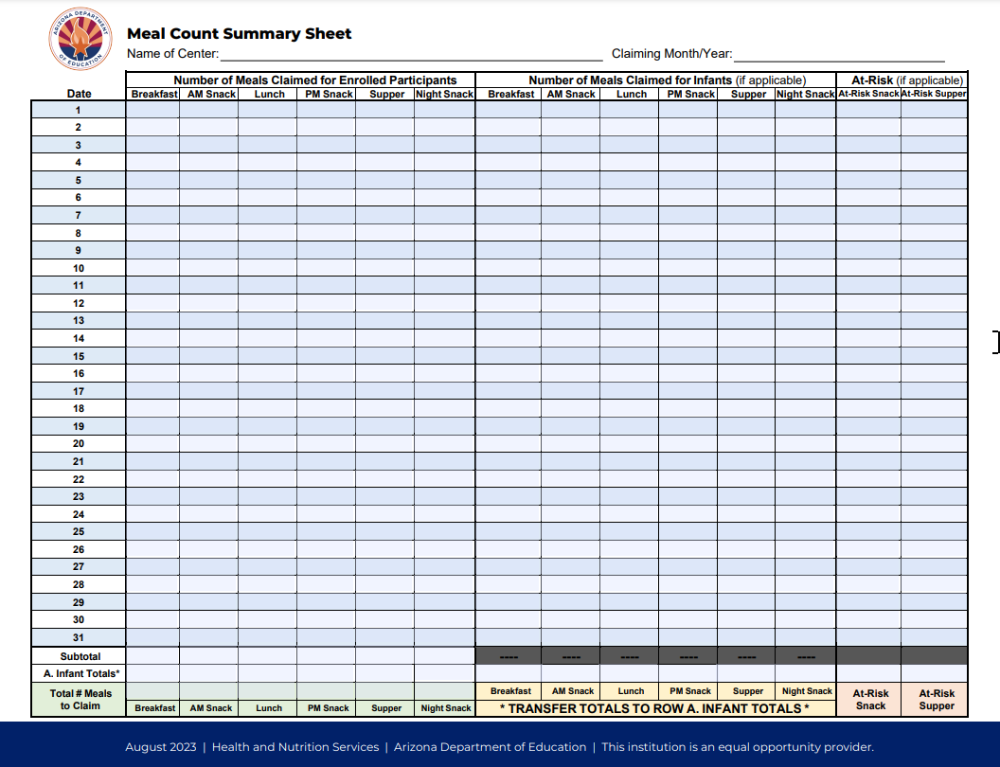 ARIZONA DEPARTMENT
OF EDUCATION
Meal Count Summary Sheet
Name of Center: Claiming Month/Year:
Number of Meals Claimed for Enrolled Participants Number of Meals Claimed for Infants (if applicable) At-Risk (if applicable)
Date Breakfast AM Snack Lunch PM Snack Supper Night Snack Breakfast AM Snack Lunch PM Snack Supper Night Snack At-Risk Snack At-Risk Supper
1
2
3
4
5
6
7
8
9
10
11
12
13
14
15
16
17
18
19
20
21
22
23
24
25
26
27
28
29
30
31
Subtotal ---- ---- ---- ---- ---- ----
A. Infant Totals*
Total # Meals to Claim
Breakfast AM Snack Lunch PM Snack Supper Night Snack
Breakfast AM Snack Lunch PM Snack Supper Night Snack
* TRANSFER TOTALS TO ROW A. INFANT TOTALS *
At-Risk Snack
At-Risk Supper
August 2023 | Health and Nutrition Services | Arizona Department of Education | This institution is an equal opportunity provider.